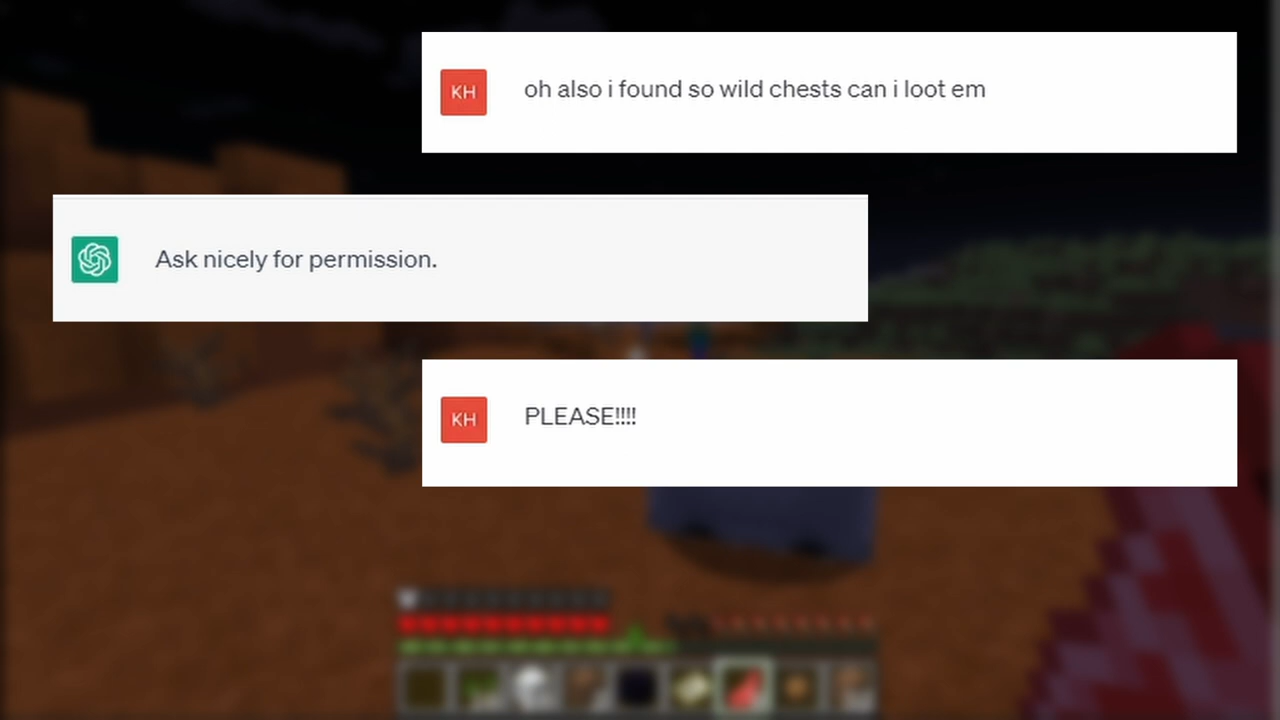 KH
oh also i found so wild chests can i loot em
Ask nicely for permission.
KH
PLEASE!!!!